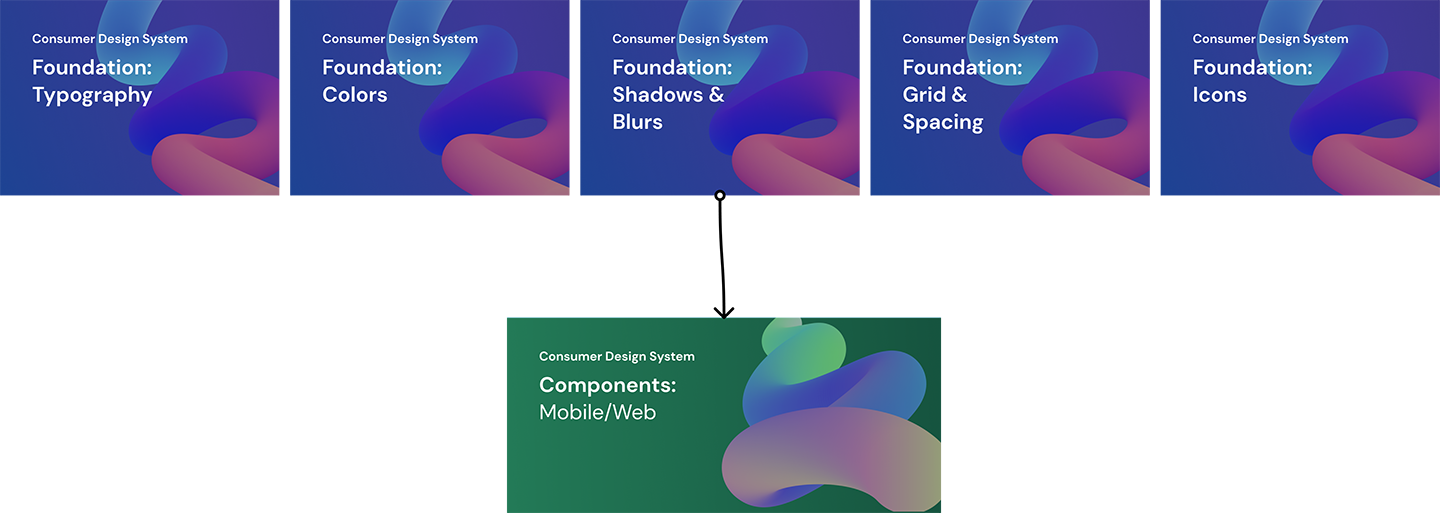 Consumer Design System
Foundation:
Typography
Consumer Design System
Foundation:
Colors
Consumer Design System
Foundation:
Shadows &
Blurs
Consumer Design System
Foundation:
Grid &
Spacing
Consumer Design System
Foundation:
Icons
Consumer Design System
Components:
Mobile/Web